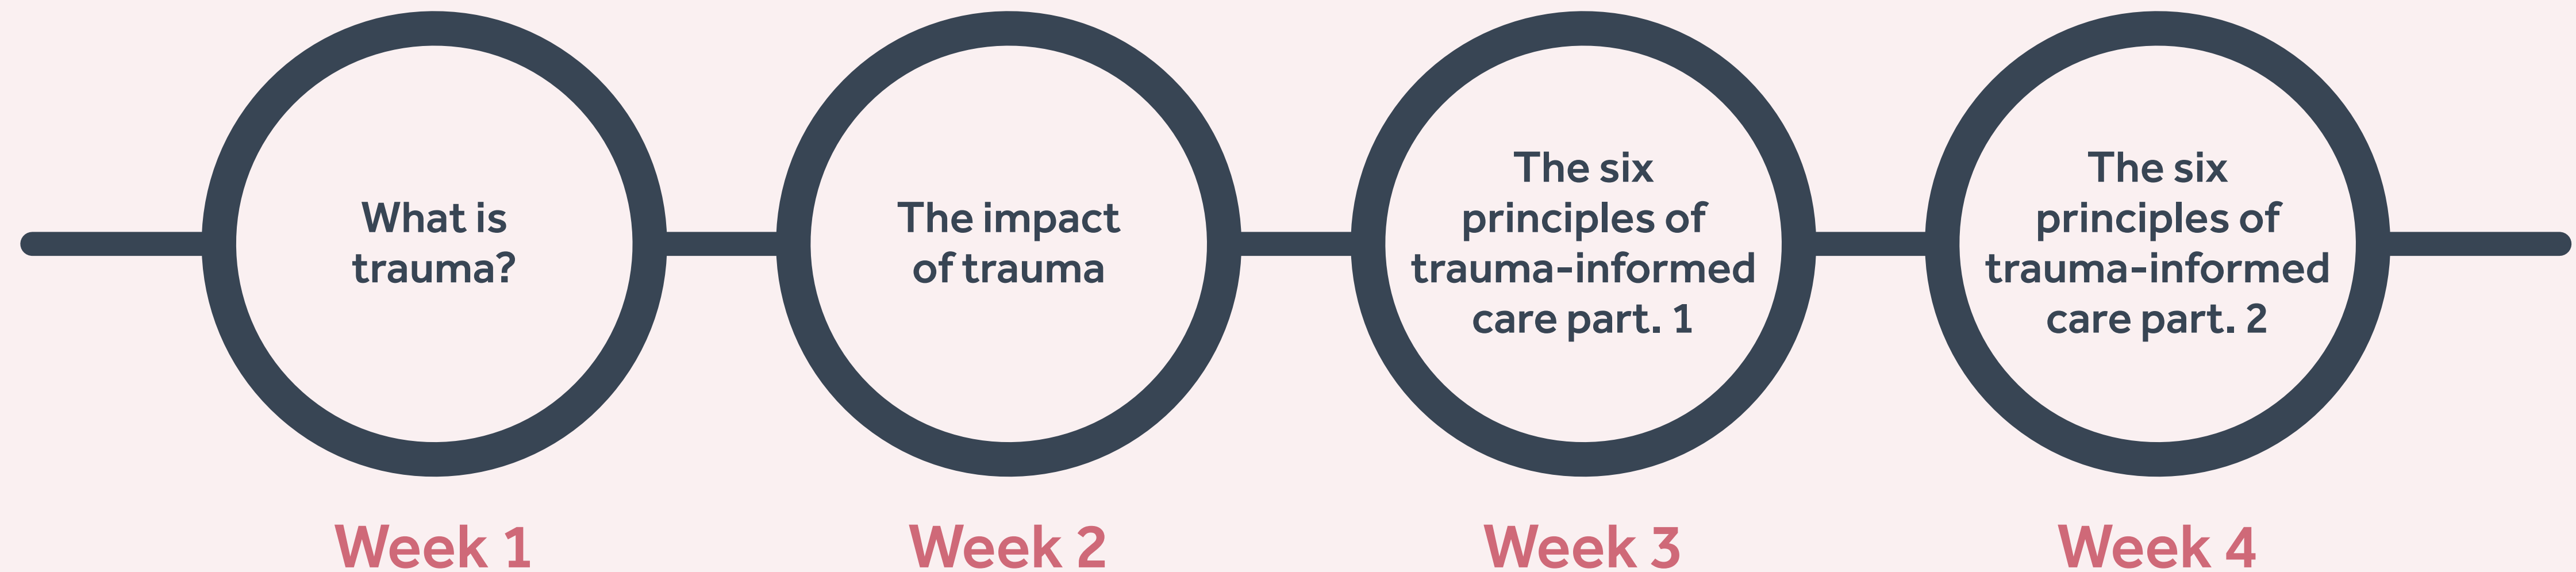 What is
trauma?
Week 1
The impact
of trauma
Week 2
The six
principles of
trauma-informed
care part. 1
Week 3
The six
principles of
trauma-informed
care part. 2
Week 4